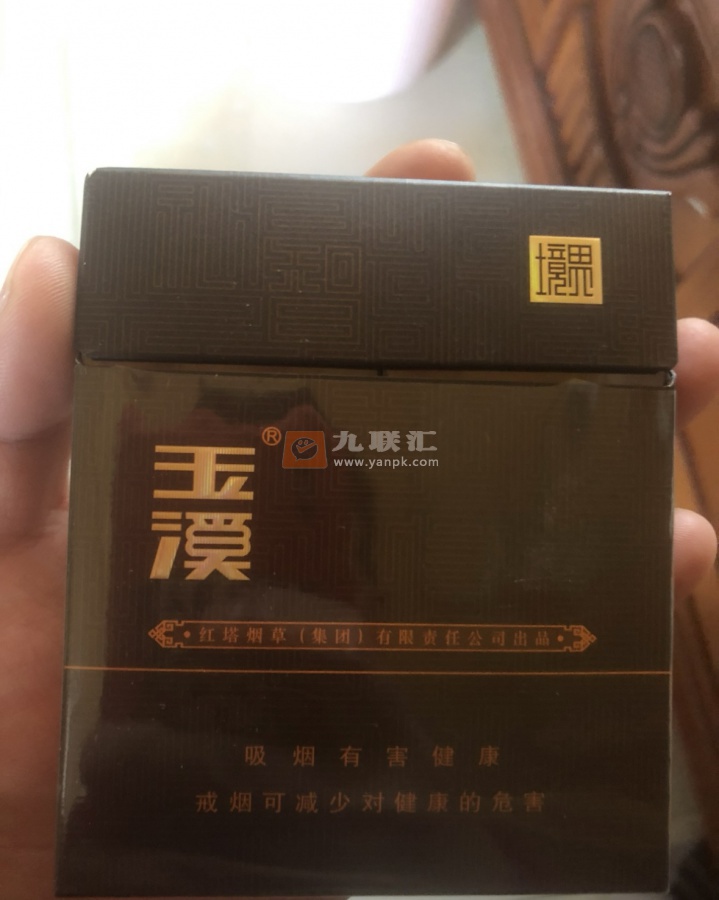 境界
玉溪®
九联汇
www.yanpk.com
红塔烟草(集团)有限责任公司出品
吸烟有害健康
戒烟可减少对健康的危害